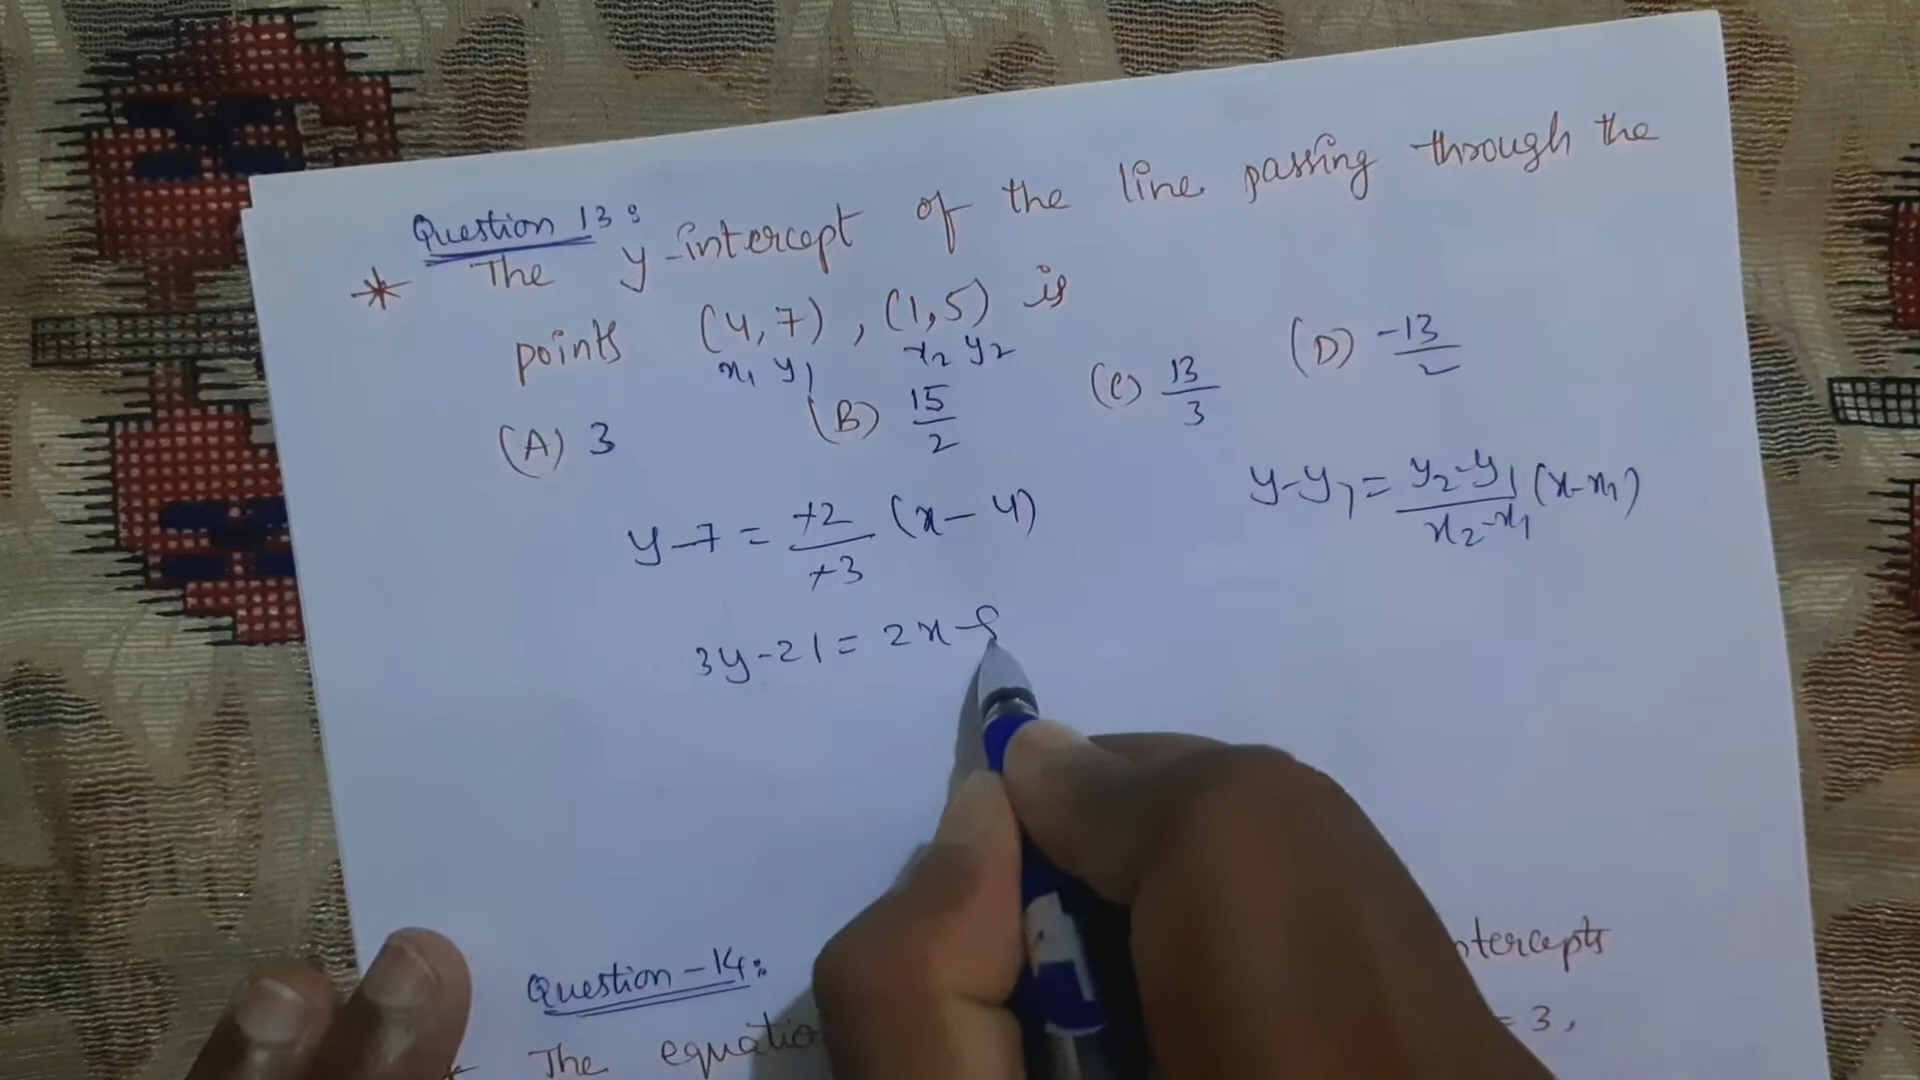 Question 13:
* The y-intercept of the line passing through the
points (4,7), (1,5) is
x₁ y₁ x₂ y₂
(A) 3 (B) 15/2 (C) 13/3 (D) -13/2
y-y₁ = (y₂-y₁)/(x₂-x₁) (x-x₁)
y-7 = +2/+3 (x-4)
3y-21 = 2x-8
Question-14:
intercepts
* The equation = 3,